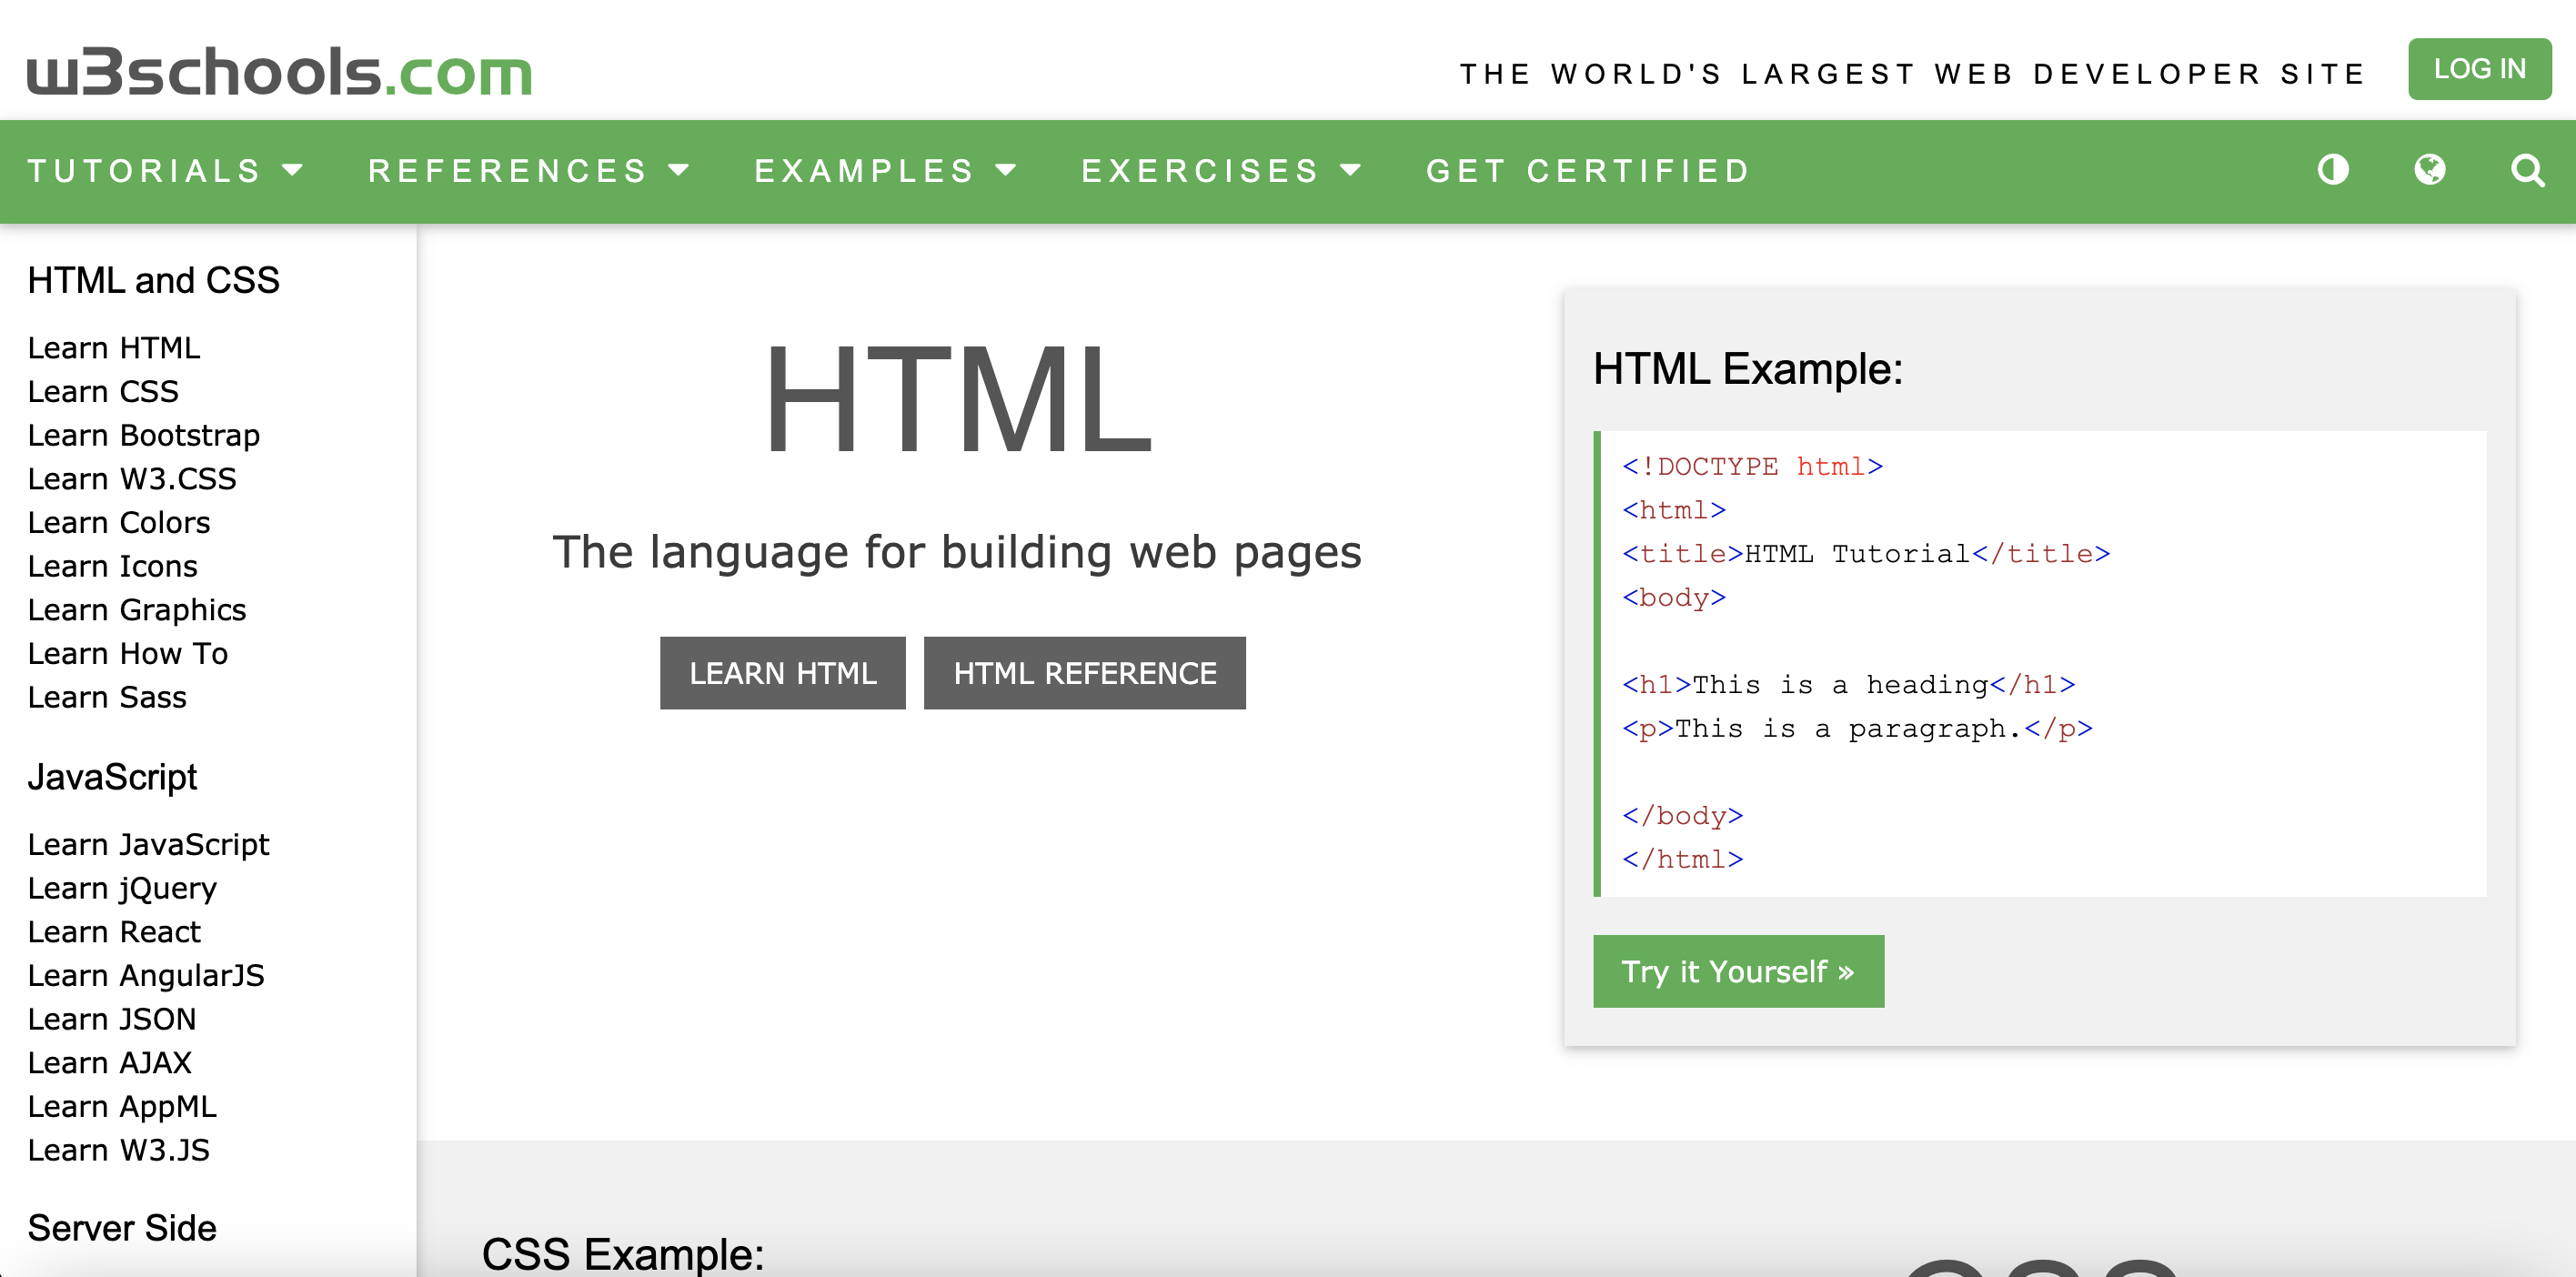 w3schools.com
THE WORLD'S LARGEST WEB DEVELOPER SITE
LOG IN
TUTORIALS
REFERENCES
EXAMPLES
EXERCISES
GET CERTIFIED
HTML and CSS
Learn HTML
Learn CSS
Learn Bootstrap
Learn W3.CSS
Learn Colors
Learn Icons
Learn Graphics
Learn How To
Learn Sass
JavaScript
Learn JavaScript
Learn jQuery
Learn React
Learn AngularJS
Learn JSON
Learn AJAX
Learn AppML
Learn W3.JS
Server Side
HTML
The language for building web pages
LEARN HTML
HTML REFERENCE
HTML Example:
<!DOCTYPE html>
<html>
<title>HTML Tutorial</title>
<body>
<h1>This is a heading</h1>
<p>This is a paragraph.</p>
</body>
</html>
Try it Yourself »
CSS Example: